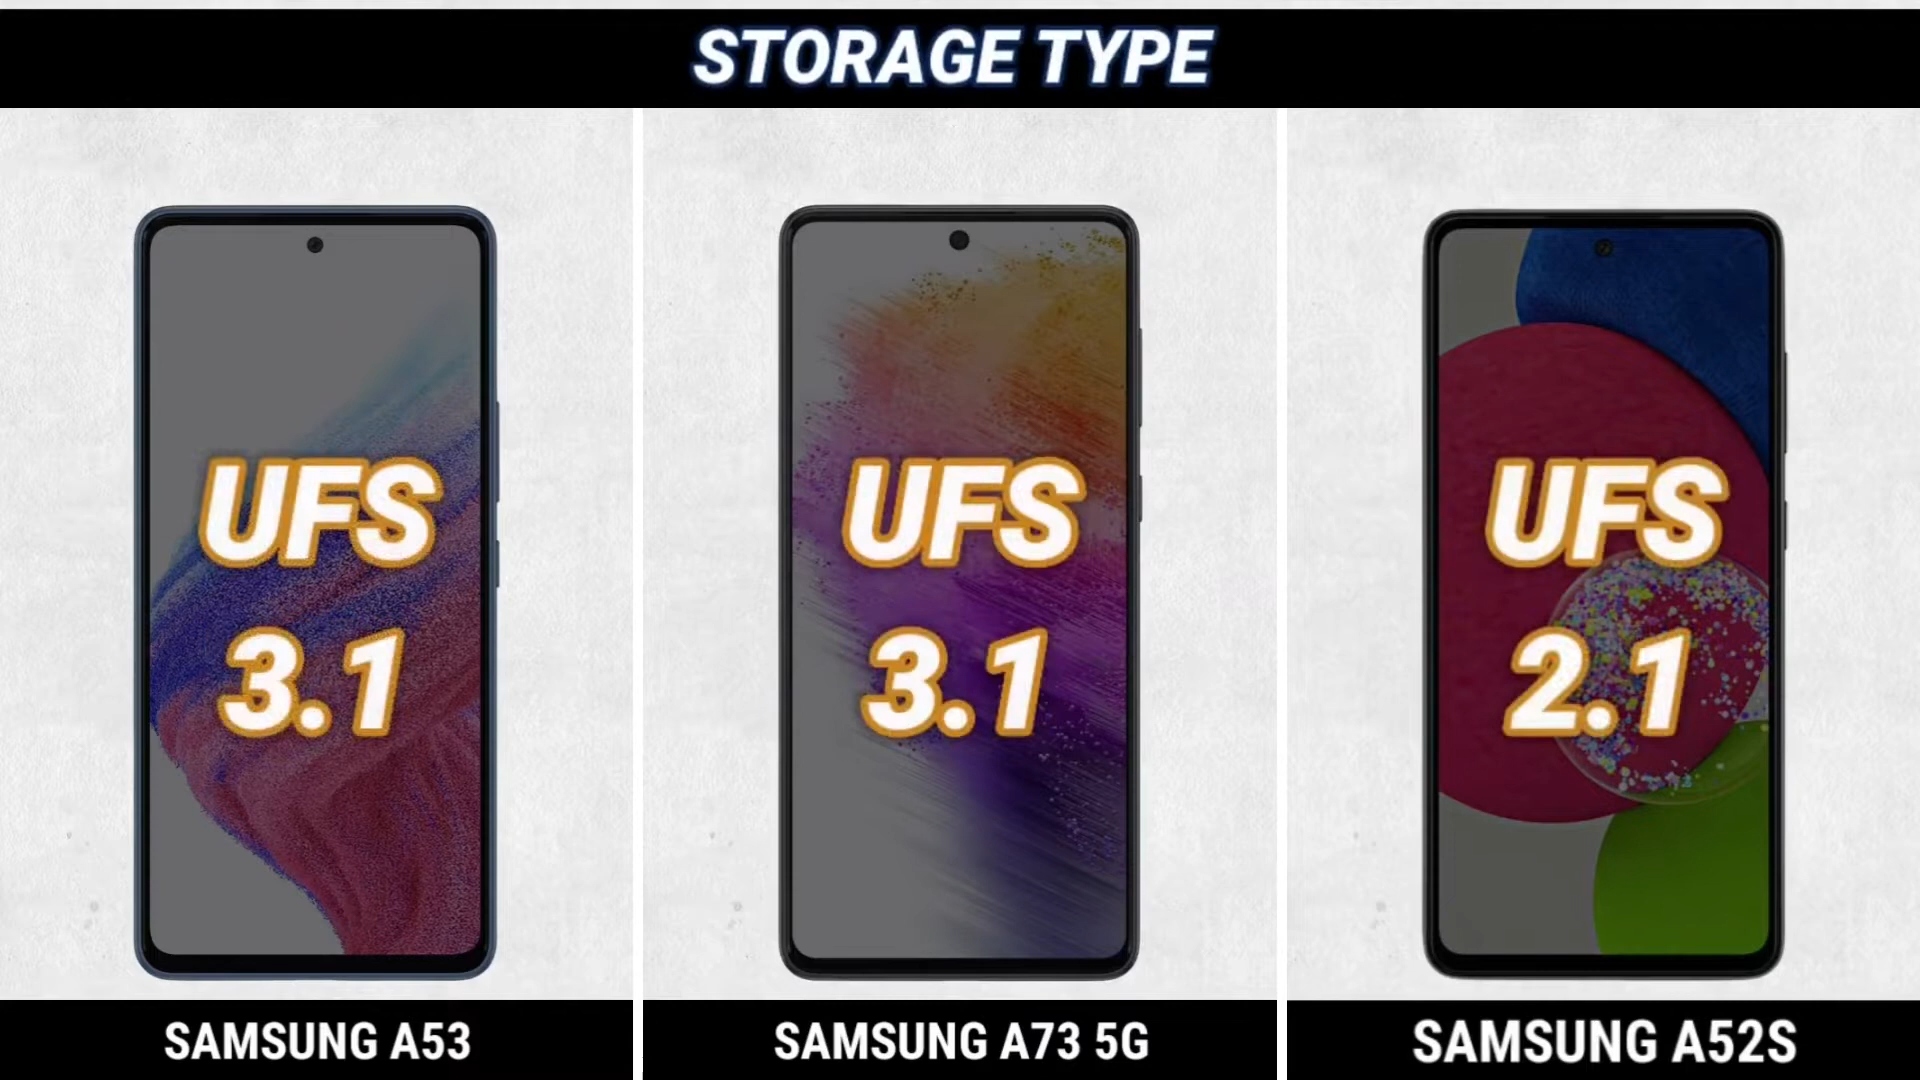 STORAGE TYPE
UFS
3.1
SAMSUNG A53
UFS
3.1
SAMSUNG A73 5G
UFS
2.1
SAMSUNG A52S